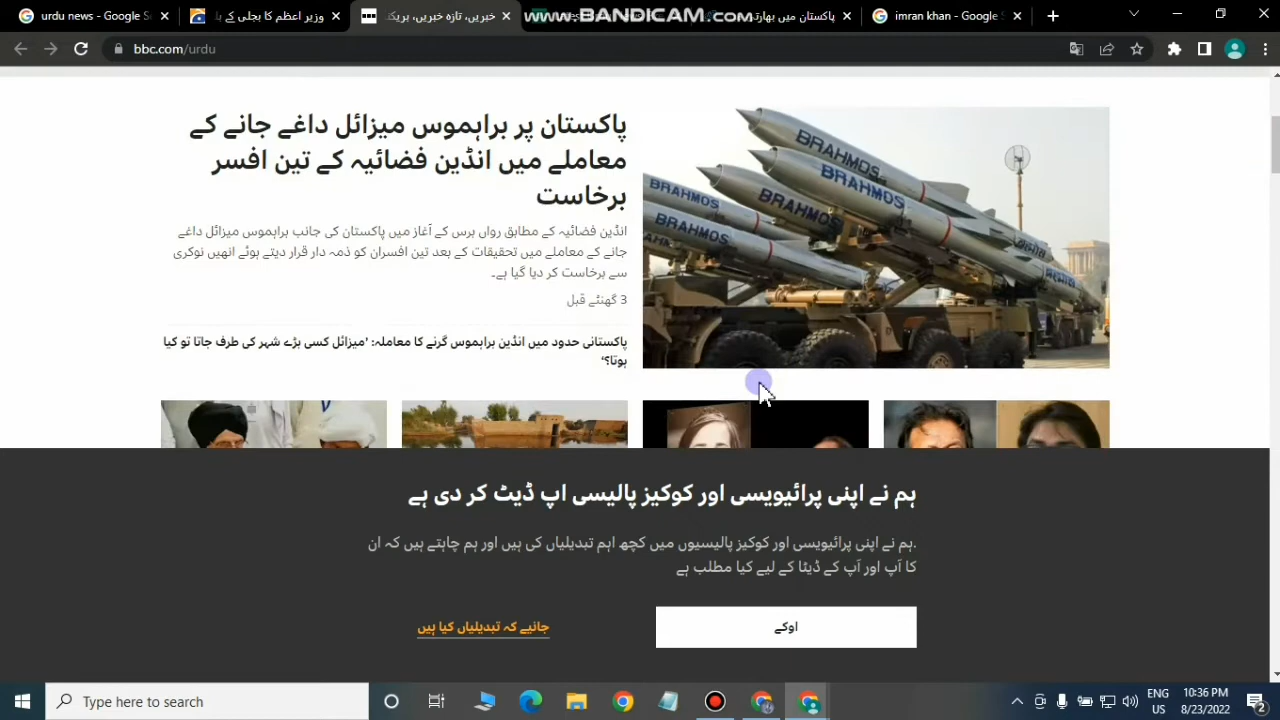 urdu news - Google S
وزیر اعظم کا بجلی کے بل
خبریں، تازہ خبریں، بریکنگ
www.BANDICAM.com
پاکستان میں بھارتی
imran khan - Google S
bbc.com/urdu
پاکستان پر براہموس میزائل داغے جانے کے
معاملے میں انڈین فضائیہ کے تین افسر
برخاست
انڈین فضائیہ کے مطابق رواں برس کے آغاز میں پاکستان کی جانب براہموس میزائل داغے
جانے کے معاملے میں تحقیقات کے بعد تین افسران کو ذمہ دار قرار دیتے ہوئے انھیں نوکری
سے برخاست کر دیا گیا ہے۔
3 گھنٹے قبل
پاکستانی حدود میں انڈین براہموس گرنے کا معاملہ: ’میزائل کسی بڑے شہر کی طرف جاتا تو کیا
ہوتا؟‘
BRAHMOS
BRAHMOS
BRAHMOS
BRAHMOS
BRAHMOS
ہم نے اپنی پرائیویسی اور کوکیز پالیسی اپ ڈیٹ کر دی ہے
.ہم نے اپنی پرائیویسی اور کوکیز پالیسیوں میں کچھ اہم تبدیلیاں کی ہیں اور ہم چاہتے ہیں کہ ان
کا آپ اور آپ کے ڈیٹا کے لیے کیا مطلب ہے
اوکے
جانیے کہ تبدیلیاں کیا ہیں
Type here to search
ENG
US
10:36 PM
8/23/2022
2